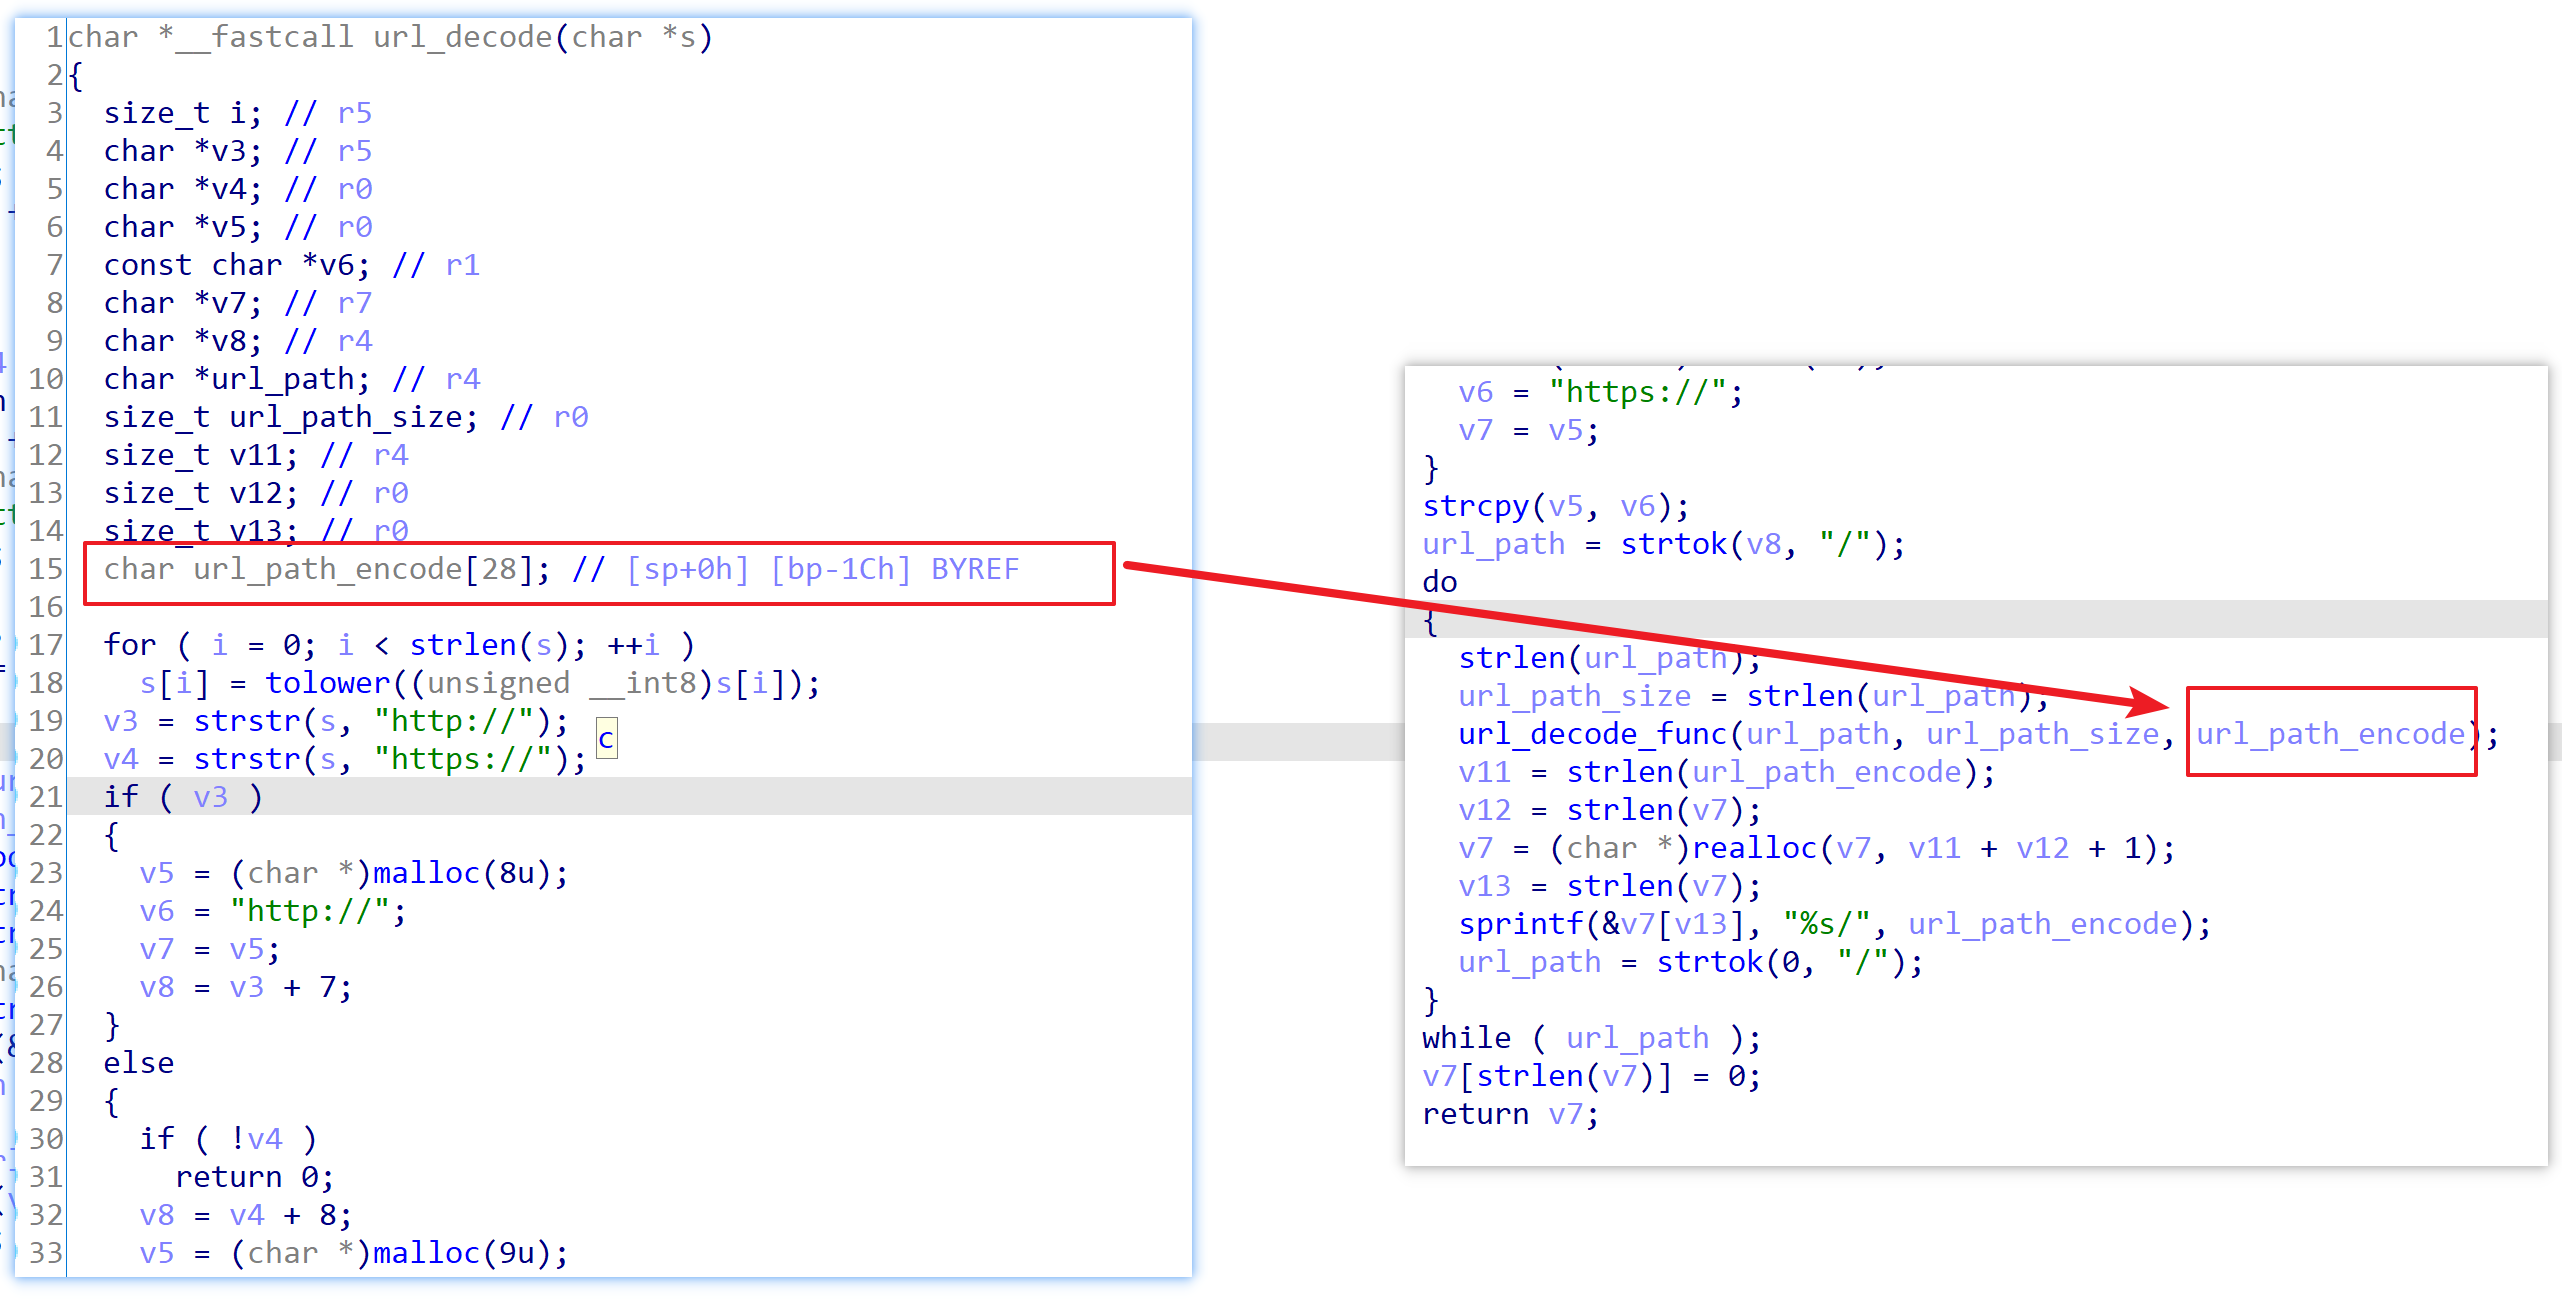 1 char *__fastcall url_decode(char *s)
2 {
3   size_t i; // r5
4   char *v3; // r5
5   char *v4; // r0
6   char *v5; // r0
7   const char *v6; // r1
8   char *v7; // r7
9   char *v8; // r4
10   char *url_path; // r4
11   size_t url_path_size; // r0
12   size_t v11; // r4
13   size_t v12; // r0
14   size_t v13; // r0
15   char url_path_encode[28]; // [sp+0h] [bp-1Ch] BYREF
16
17   for ( i = 0; i < strlen(s); ++i )
18     s[i] = tolower((unsigned __int8)s[i]);
19   v3 = strstr(s, "http://");
c
20   v4 = strstr(s, "https://");
21   if ( v3 )
22   {
23     v5 = (char *)malloc(8u);
24     v6 = "http://";
25     v7 = v5;
26     v8 = v3 + 7;
27   }
28   else
29   {
30     if ( !v4 )
31       return 0;
32     v8 = v4 + 8;
33     v5 = (char *)malloc(9u);
v6 = "https://";
v7 = v5;
}
strcpy(v5, v6);
url_path = strtok(v8, "/");
do
{
strlen(url_path);
url_path_size = strlen(url_path);
url_decode_func(url_path, url_path_size, url_path_encode);
v11 = strlen(url_path_encode);
v12 = strlen(v7);
v7 = (char *)realloc(v7, v11 + v12 + 1);
v13 = strlen(v7);
sprintf(&v7[v13], "%s/", url_path_encode);
url_path = strtok(0, "/");
}
while ( url_path );
v7[strlen(v7)] = 0;
return v7;